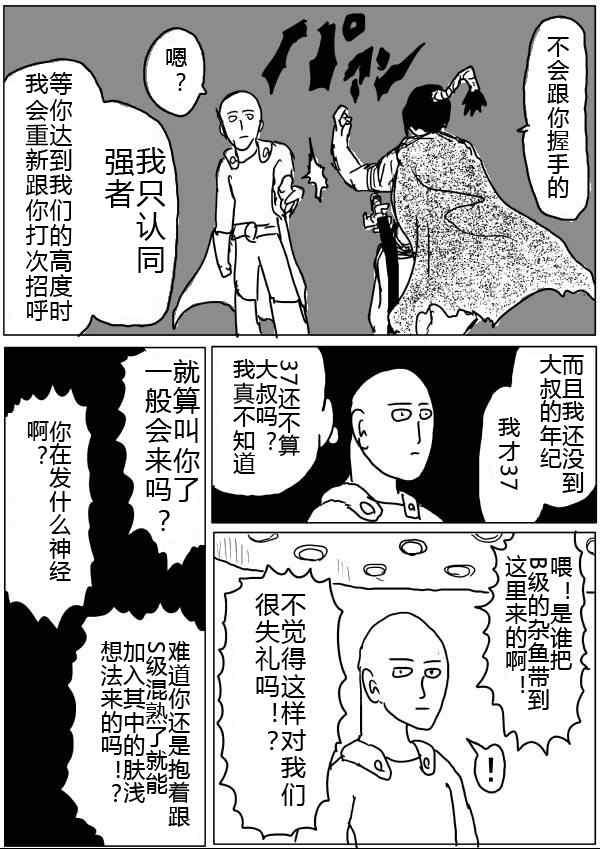 不会跟你握手的
パァン
嗯？
我只认同
强者
等你达到我们的高度时
我会重新跟你打次招呼
而且我还没到
大叔的年纪
我才37
37还不算
大叔吗？
我真不知道
喂！是谁把
B级的杂鱼带到
这里来的啊！
！
不觉得这样对我们
很失礼吗！？
就算叫你了
一般会来吗？
你在发什么神经
啊？
难道你还是抱着跟
S级混熟了就能
加入其中的肤浅
想法来的吗！？